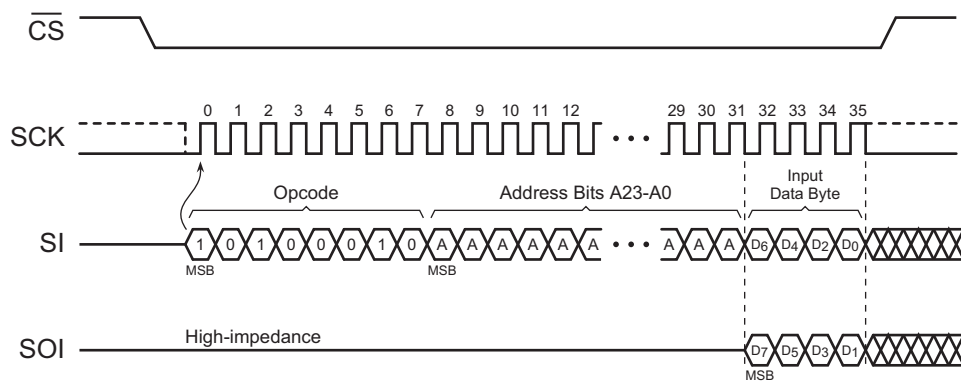 CS
0 1 2 3 4 5 6 7 8 9 10 11 12 29 30 31 32 33 34 35
SCK
Opcode
Address Bits A23-A0
Input
Data Byte
SI
1 0 1 0 0 0 1 0 A A A A A A A A A D6 D4 D2 D0
MSB MSB
High-impedance
SOI
D7 D5 D3 D1
MSB